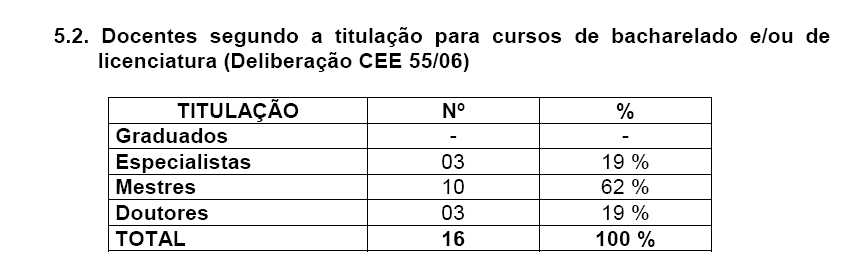 5.2. Docentes segundo a titulação para cursos de bacharelado e/ou de
licenciatura (Deliberação CEE 55/06)
TITULAÇÃO Nº %
Graduados - -
Especialistas 03 19 %
Mestres 10 62 %
Doutores 03 19 %
TOTAL 16 100 %